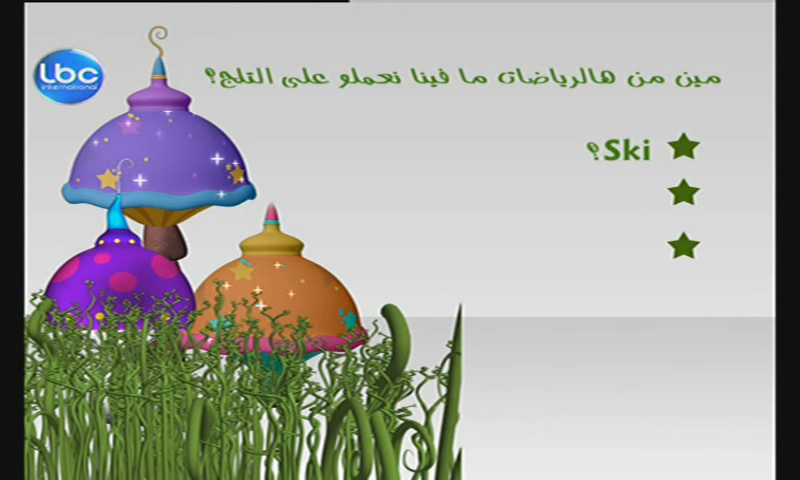 lbc
international
مين من هالرياضات ما فينا نعملو على التلج؟
Ski؟